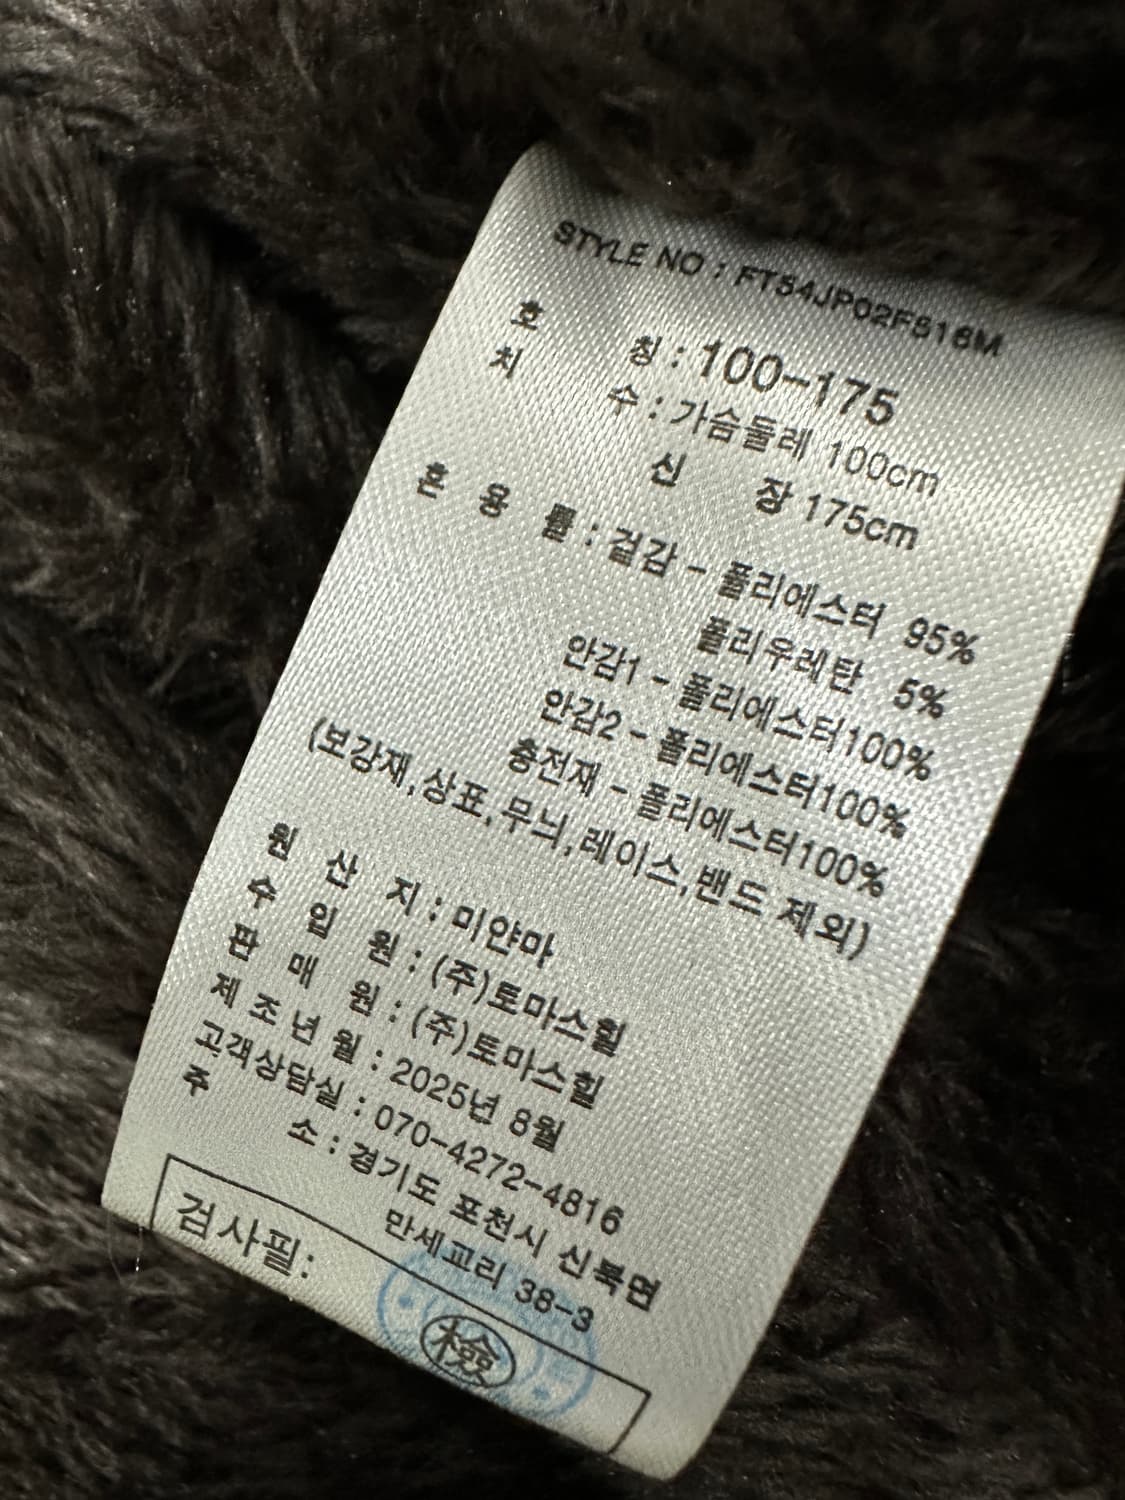 STYLE NO : FT54JP02F816M
호 칭 : 100-175
치 수 : 가슴둘레 100cm
신 장 175cm
혼 용 률 : 겉감 - 폴리에스터 95%
폴리우레탄 5%
안감1 - 폴리에스터100%
안감2 - 폴리에스터100%
충전재 - 폴리에스터100%
(보강재,상표,무늬,레이스,밴드 제외)
원 산 지 : 미얀마
수 입 원 : (주)토마스힐
판 매 원 : (주)토마스힐
제 조 년 월 : 2025년 8월
고객상담실 : 070-4272-4816
주 소 : 경기도 포천시 신북면
만세교리 38-3
검사필:
檢